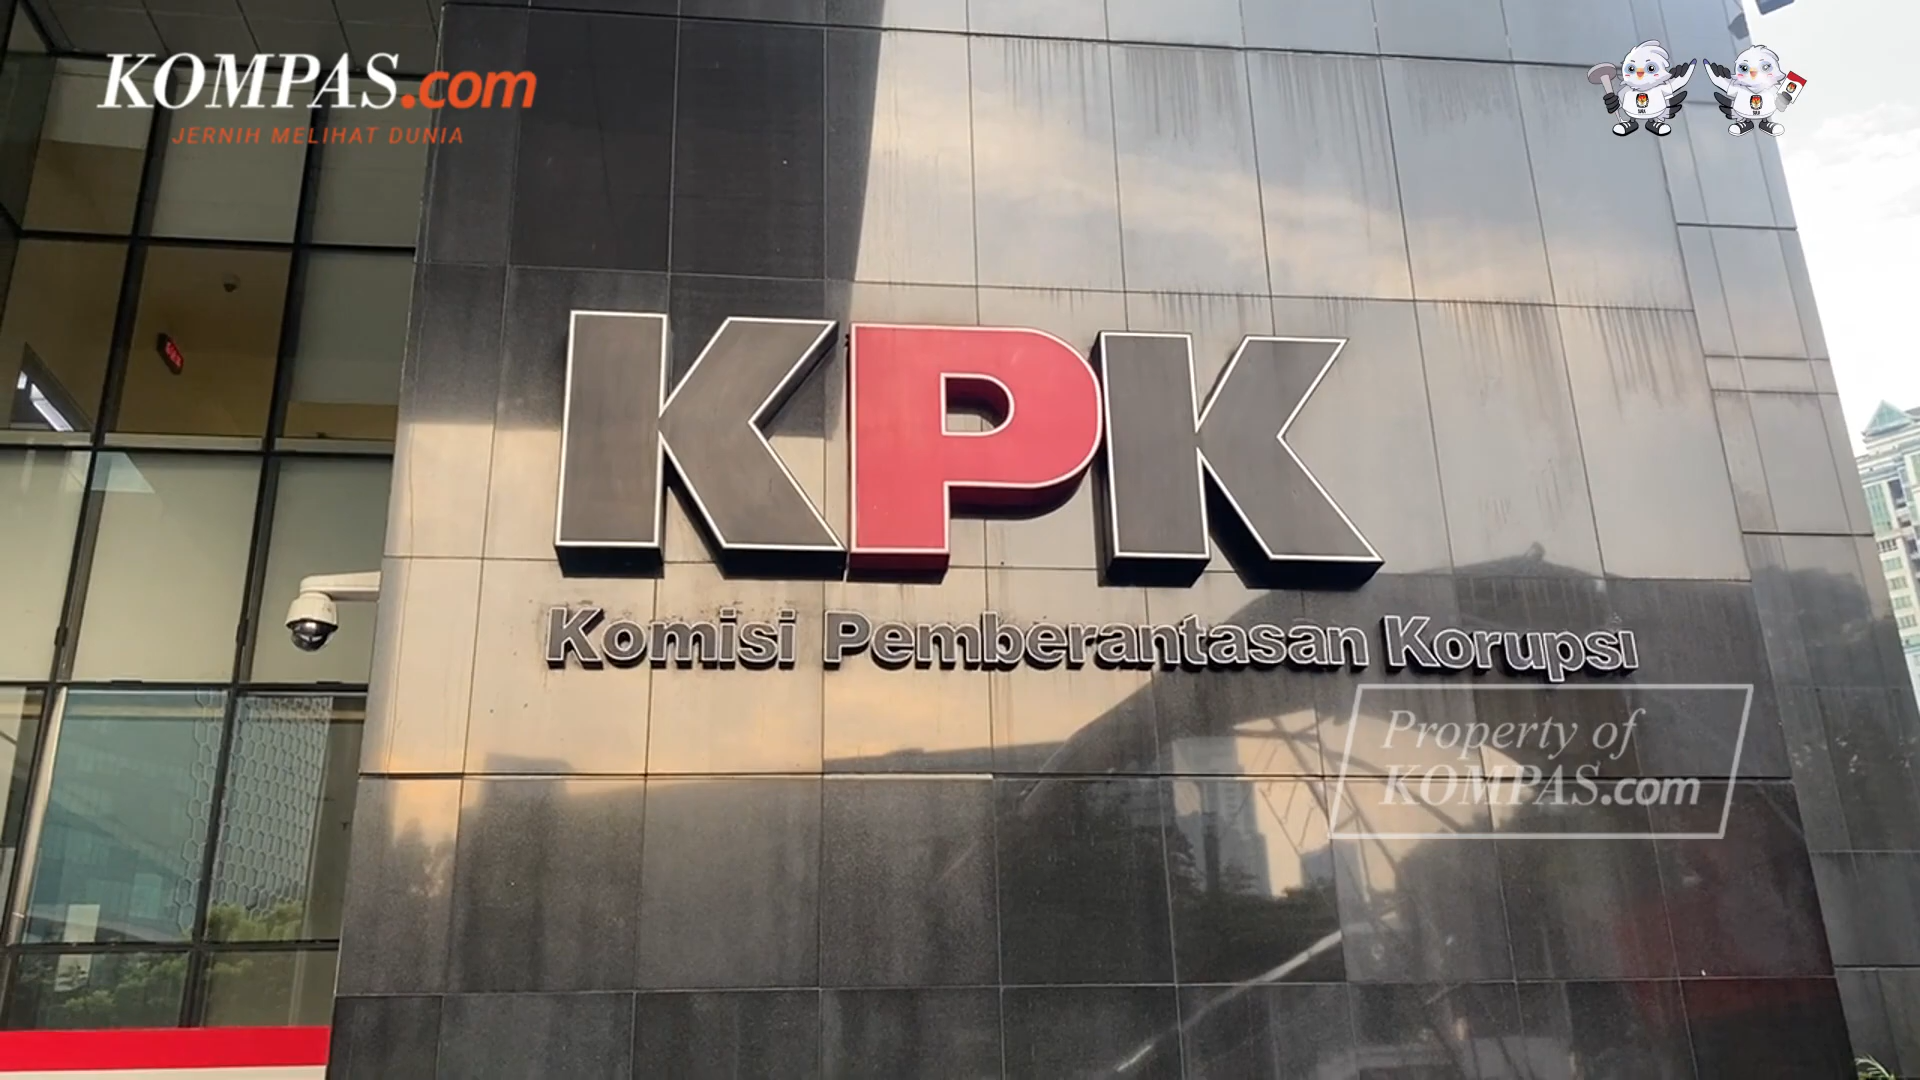 KOMPAS.com
JERNIH MELIHAT DUNIA
KPK
Komisi Pemberantasan Korupsi
Property of
KOMPAS.com